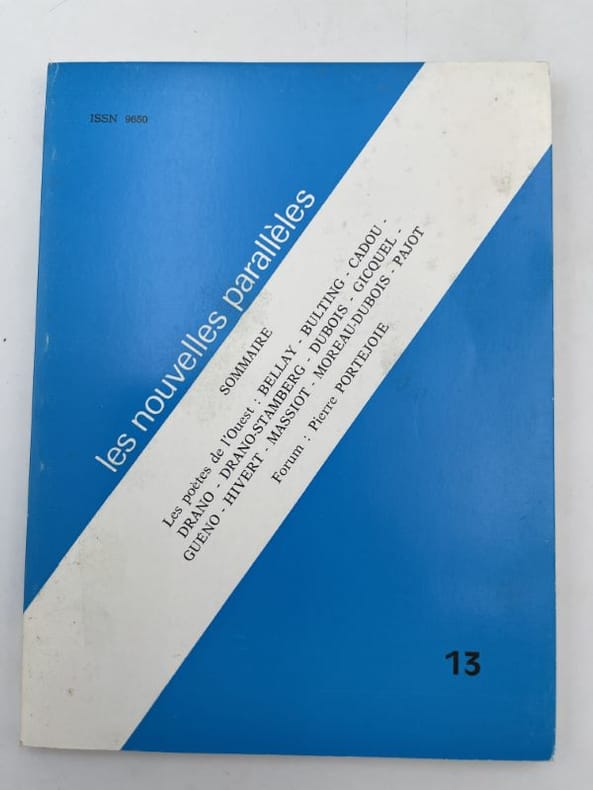 ISSN 9650
les nouvelles parallèles
SOMMAIRE
Les poètes de l'Ouest : BELLAY - BULTING - CADOU -
DRANO - DRANO-STAMBERG - DUBOIS - GICQUEL -
GUÉNO - HIVERT - MASSIOT - MOREAU-DUBOIS - PAJOT
Forum : Pierre PORTEJOIE
13